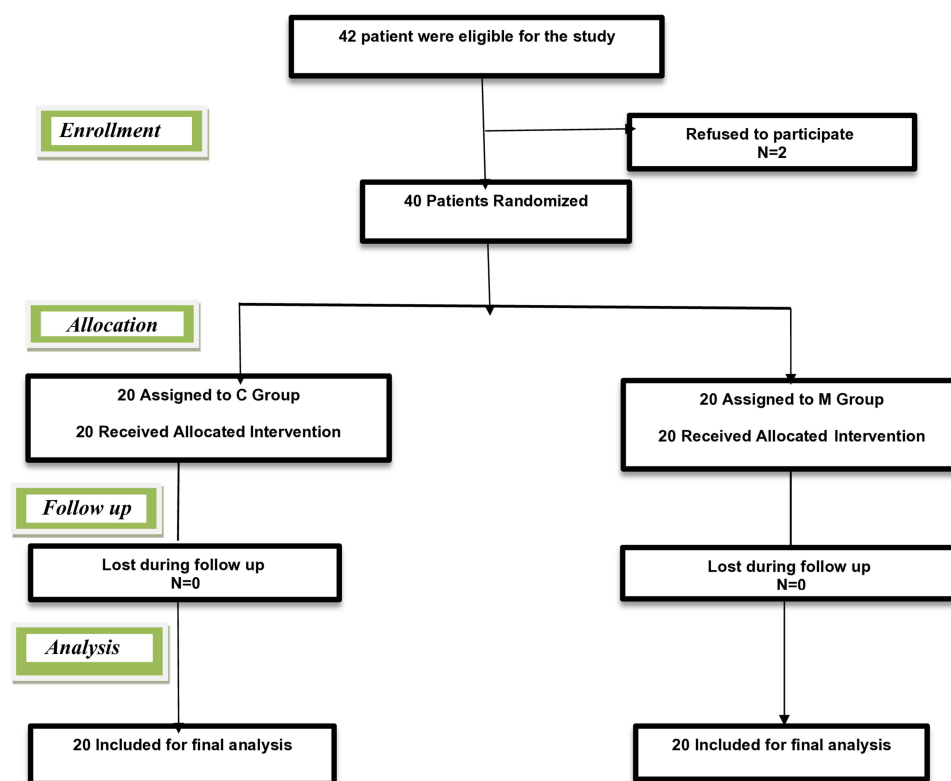 42 patient were eligible for the study
Enrollment
Refused to participate
N=2
40 Patients Randomized
Allocation
20 Assigned to C Group
20 Received Allocated Intervention
20 Assigned to M Group
20 Received Allocated Intervention
Follow up
Lost during follow up
N=0
Lost during follow up
N=0
Analysis
20 Included for final analysis
20 Included for final analysis